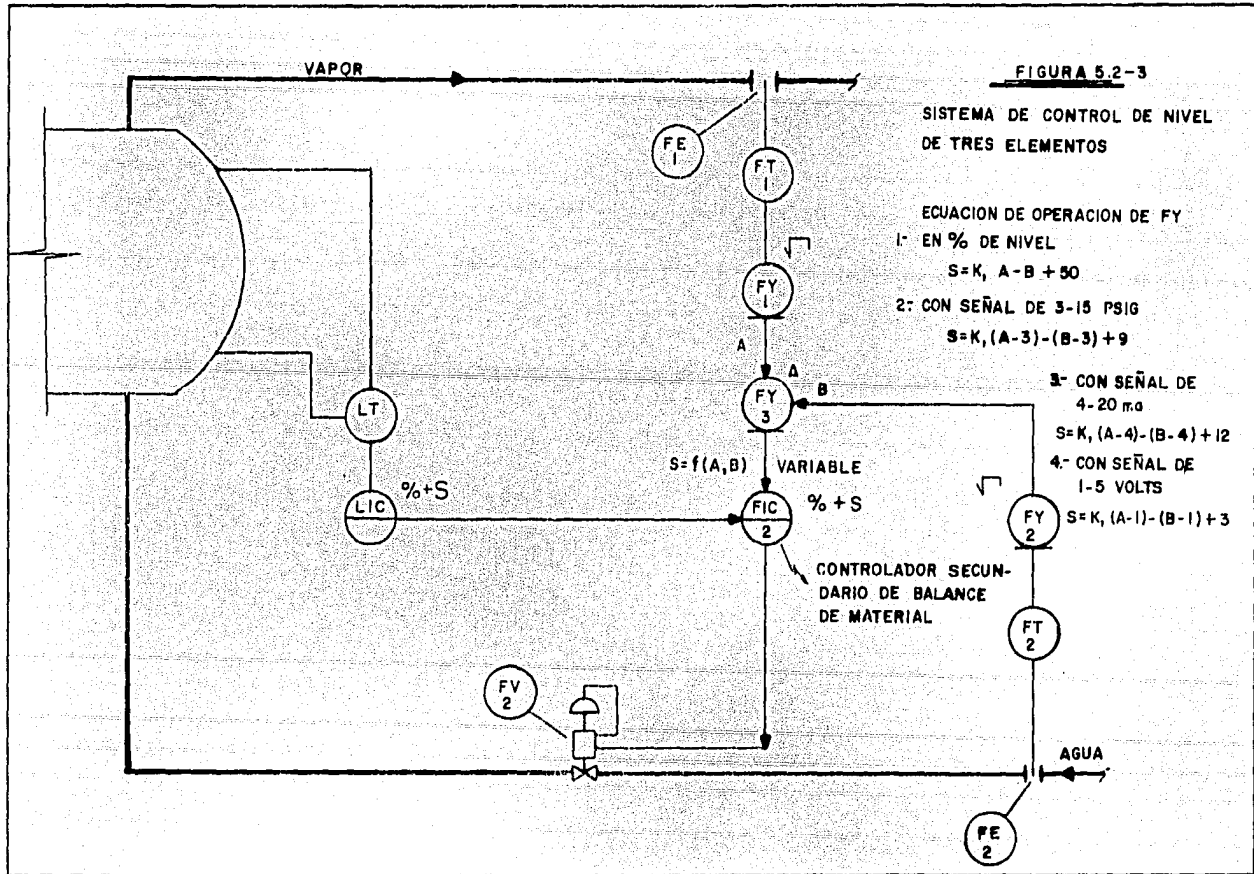 VAPOR
FIGURA 5.2-3
SISTEMA DE CONTROL DE NIVEL
DE TRES ELEMENTOS
FE
1
FT
1
ECUACION DE OPERACION DE FY
1.- EN % DE NIVEL
S=K, A-B+50
FY
1
2.- CON SEÑAL DE 3-15 PSIG
S=K, (A-3)-(B-3)+9
A
Δ
B
FY
3
3.- CON SEÑAL DE
4-20 ma
S=K, (A-4)-(B-4)+12
4.- CON SEÑAL DE
1-5 VOLTS
S=K, (A-1)-(B-1)+3
LT
S=f(A,B) VARIABLE
LIC
%+S
FIC
2
%+S
FY
2
CONTROLADOR SECUN-
DARIO DE BALANCE
DE MATERIAL
FT
2
FV
2
AGUA
FE
2